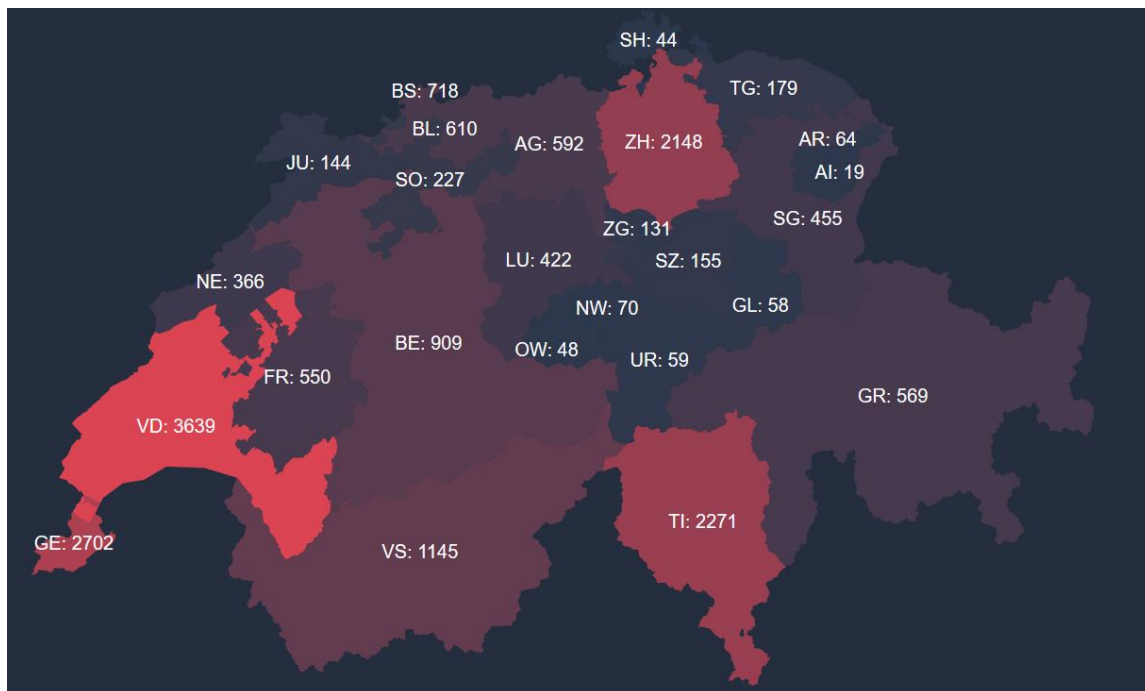 SH: 44
TG: 179
BS: 718
BL: 610
AG: 592
ZH: 2148
AR: 64
JU: 144
SO: 227
AI: 19
SG: 455
ZG: 131
NE: 366
LU: 422
SZ: 155
NW: 70
GL: 58
BE: 909
OW: 48
UR: 59
FR: 550
GR: 569
VD: 3639
TI: 2271
GE: 2702
VS: 1145